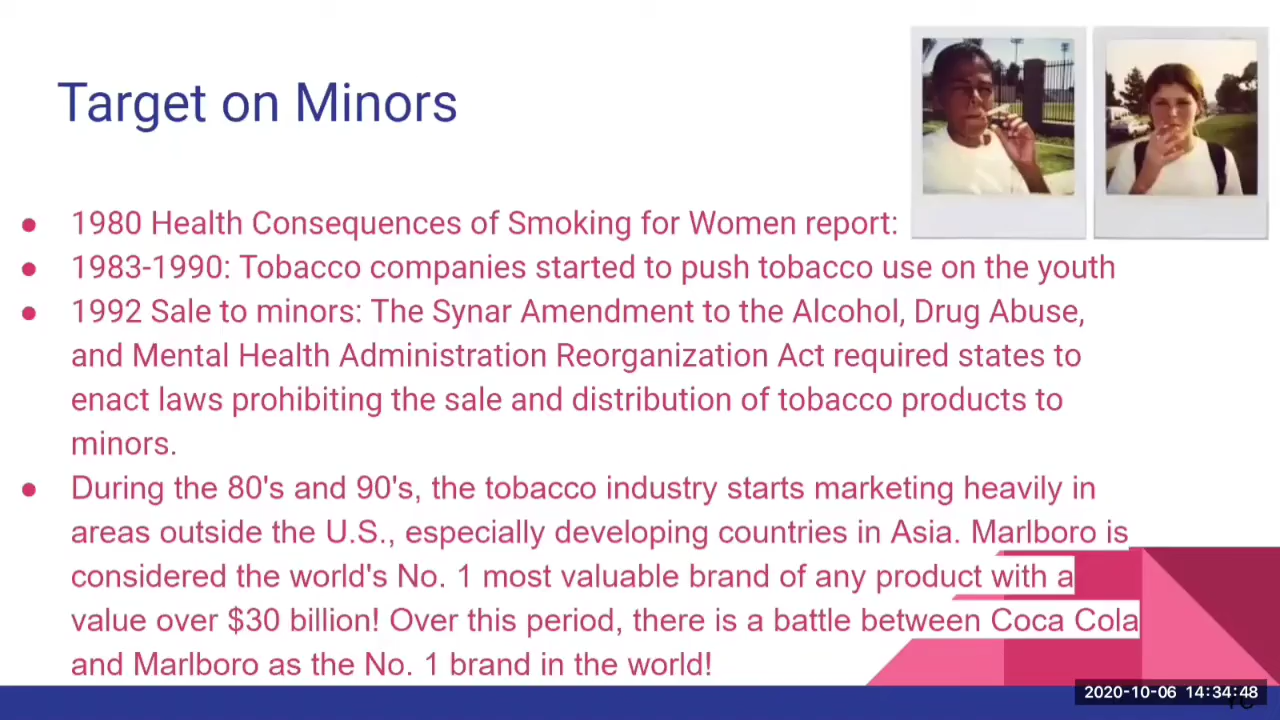 Target on Minors
● 1980 Health Consequences of Smoking for Women report:
● 1983-1990: Tobacco companies started to push tobacco use on the youth
● 1992 Sale to minors: The Synar Amendment to the Alcohol, Drug Abuse,
and Mental Health Administration Reorganization Act required states to
enact laws prohibiting the sale and distribution of tobacco products to
minors.
● During the 80's and 90's, the tobacco industry starts marketing heavily in
areas outside the U.S., especially developing countries in Asia. Marlboro is
considered the world's No. 1 most valuable brand of any product with a
value over $30 billion! Over this period, there is a battle between Coca Cola
and Marlboro as the No. 1 brand in the world!
2020-10-06 14:34:48